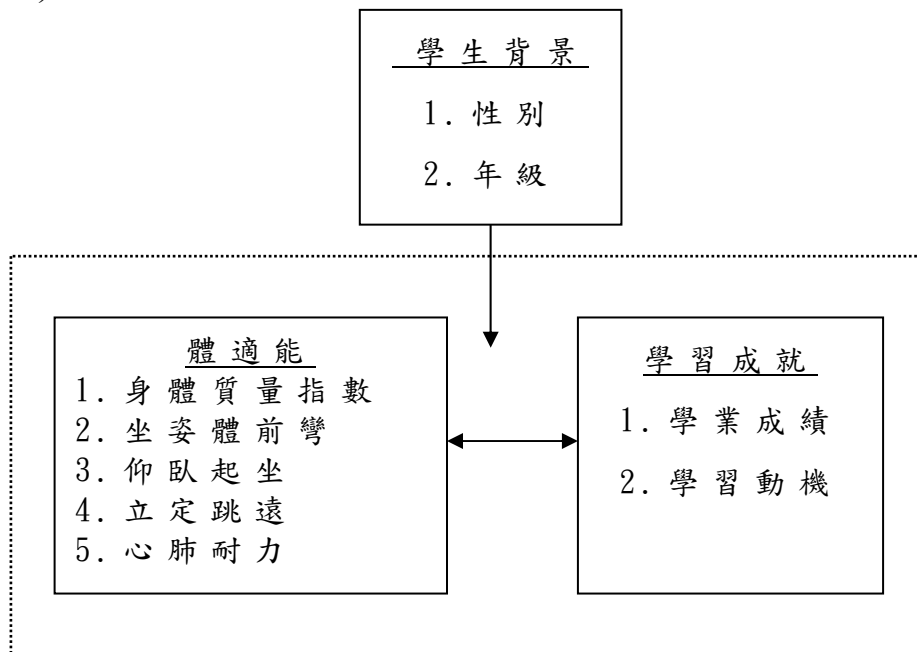 學生背景
1.性別
2.年級
體適能
1.身體質量指數
2.坐姿體前彎
3.仰臥起坐
4.立定跳遠
5.心肺耐力
學習成就
1.學業成績
2.學習動機